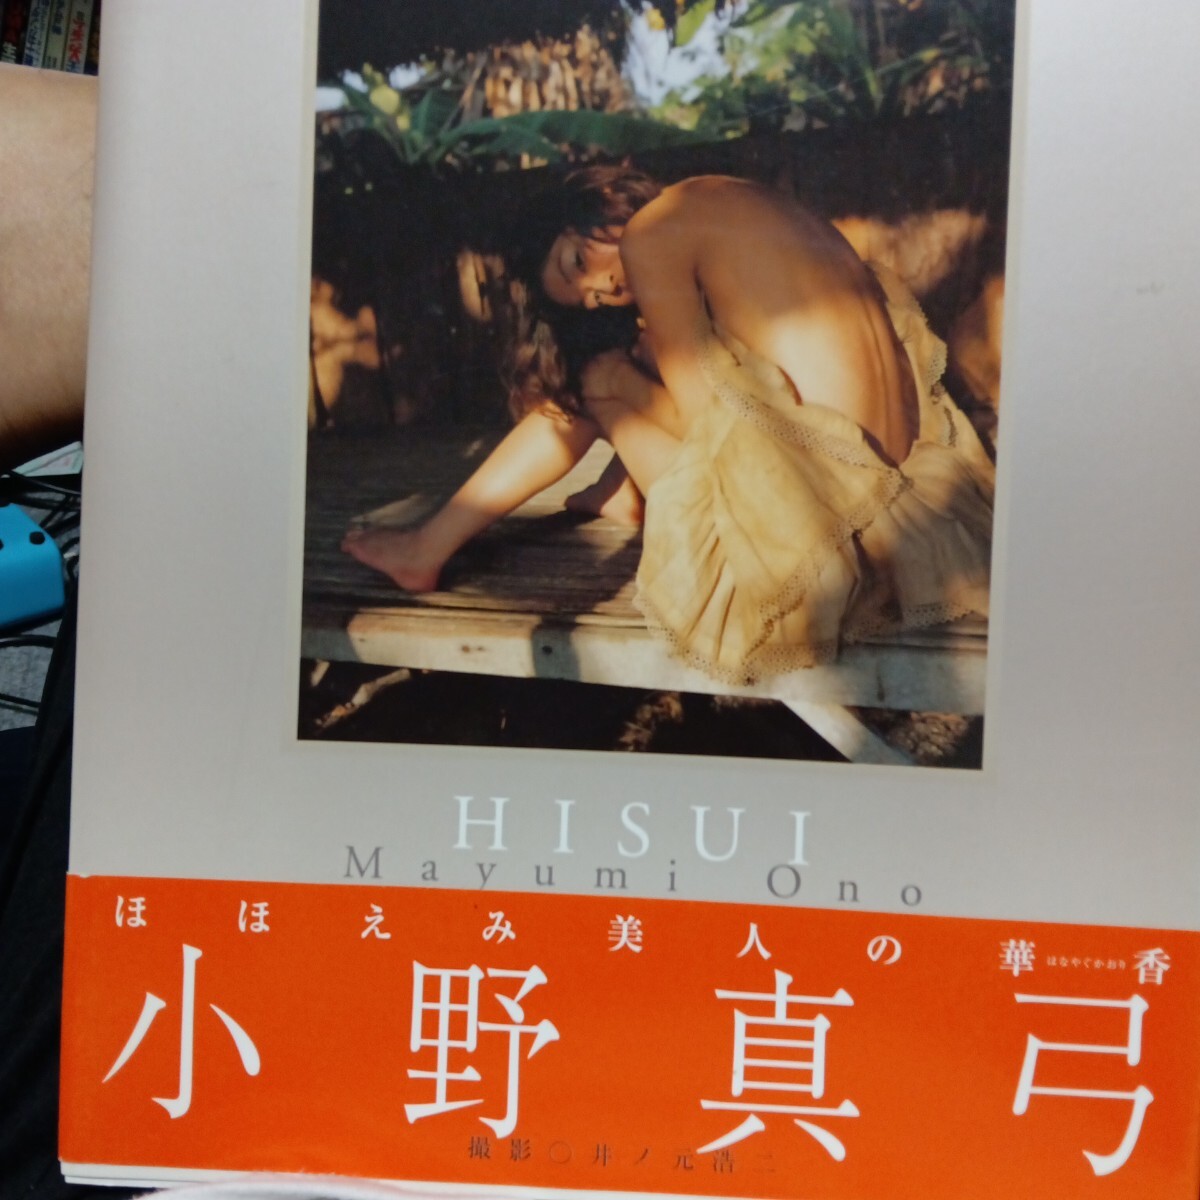 HISUI
Mayumi Ono
ほほえみ美人の華香
はなやぐかおり
小野真弓
撮影〇井ノ元浩二